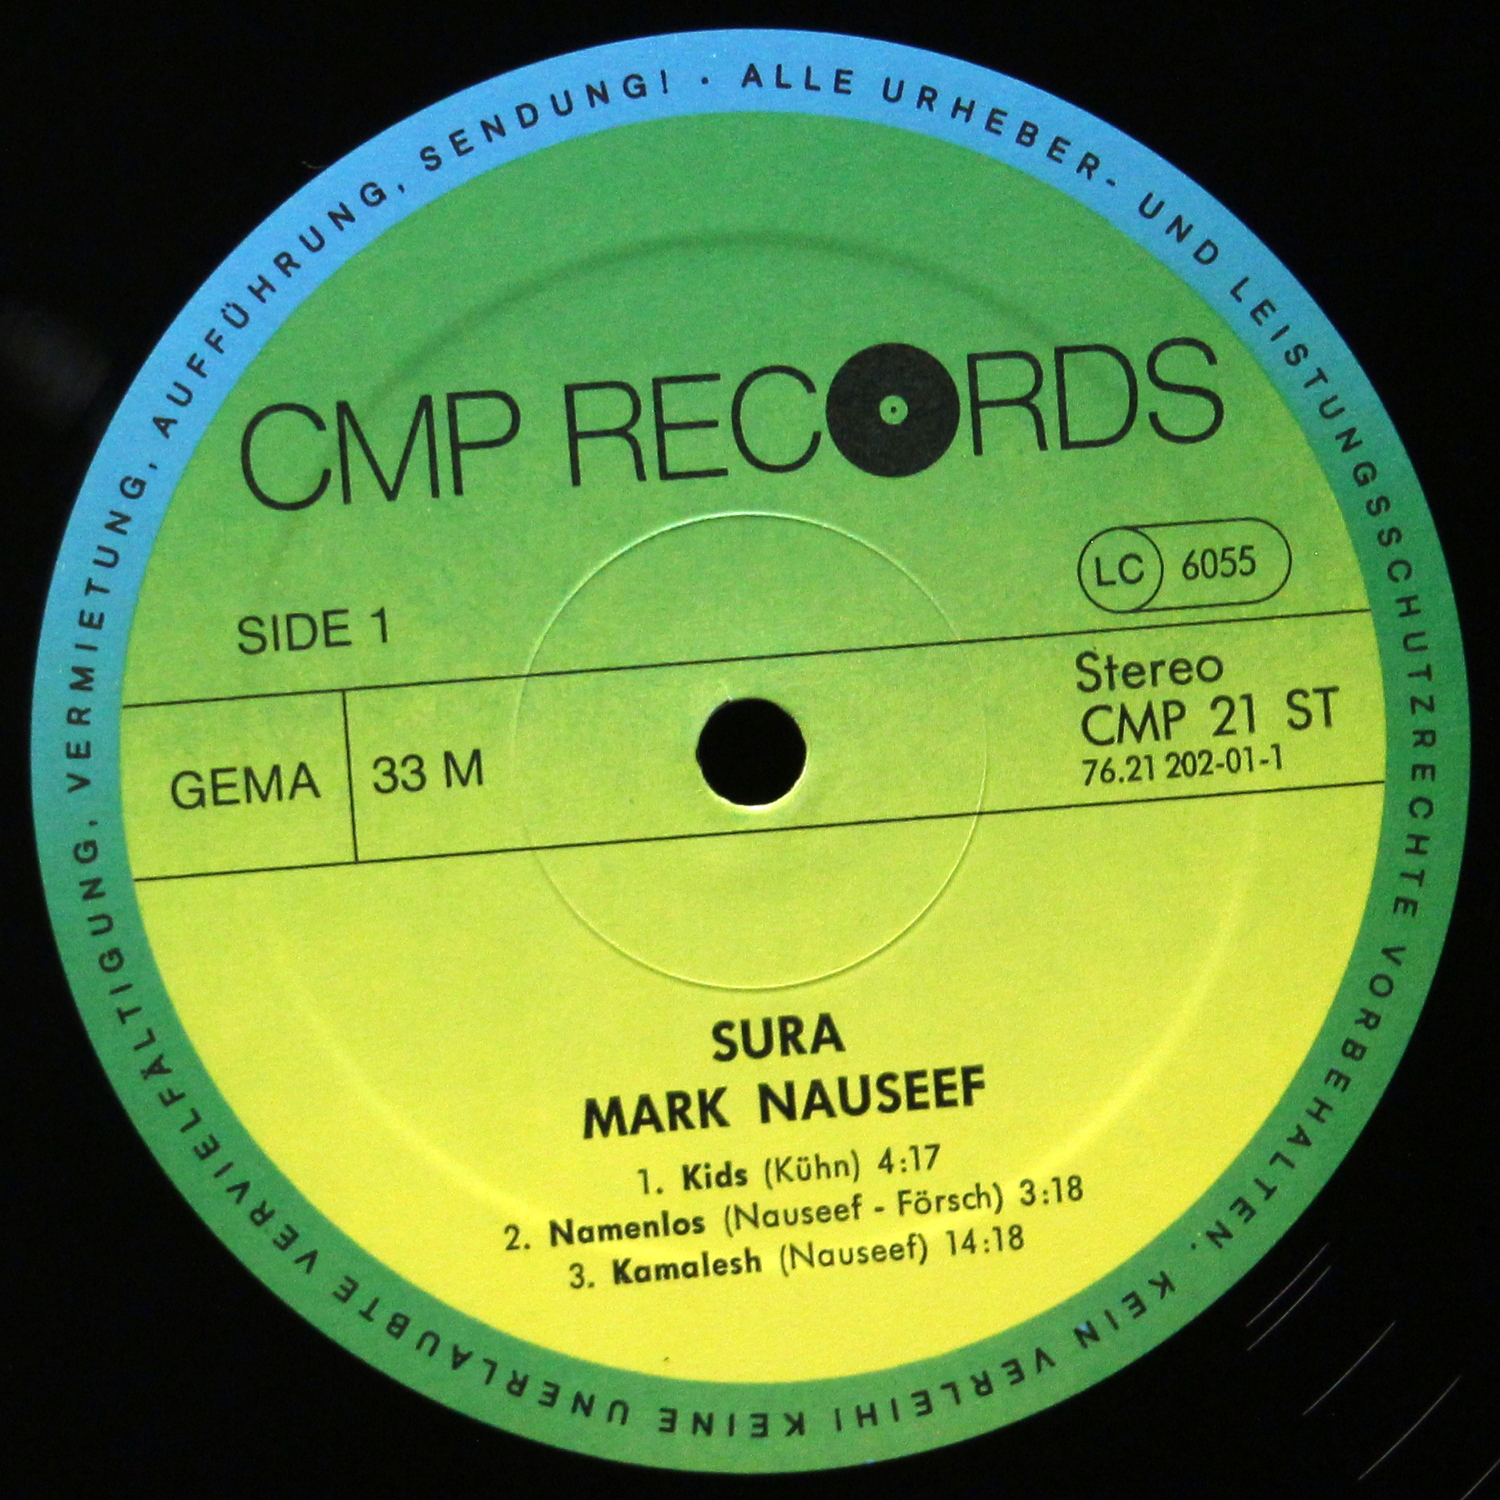 ALLE URHEBER- UND LEISTUNGSSCHUTZRECHTE VORBEHALTEN. KEIN VERLEIH! KEINE UNERLAUBTE VERVIELFÄLTIGUNG, VERMIETUNG, AUFFÜHRUNG, SENDUNG! ·
CMP RECORDS
LC 6055
SIDE 1
Stereo
CMP 21 ST
76.21 202-01-1
GEMA 33 M
SURA
MARK NAUSEEF
1. Kids (Kühn) 4:17
2. Namenlos (Nauseef - Försch) 3:18
3. Kamalesh (Nauseef) 14:18